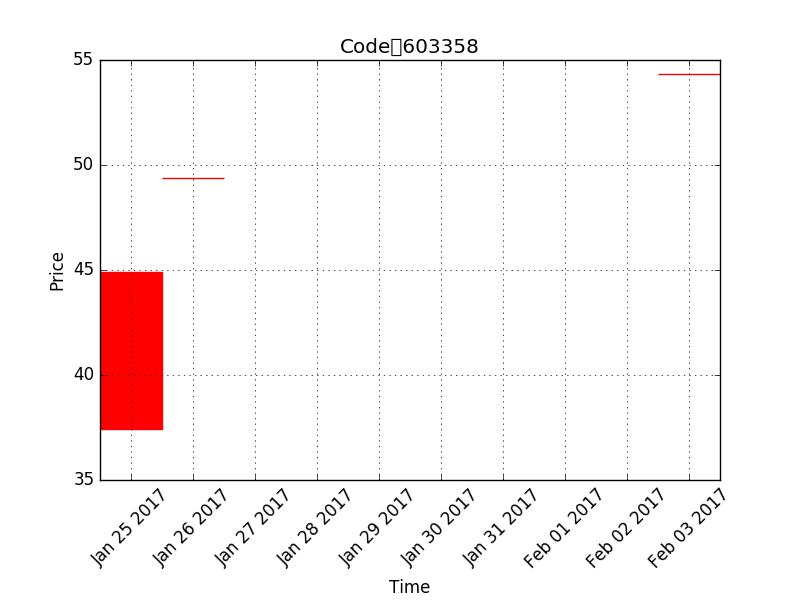 Code▯603358
55
50
45
40
35
Price
Jan 25 2017
Jan 26 2017
Jan 27 2017
Jan 28 2017
Jan 29 2017
Jan 30 2017
Jan 31 2017
Feb 01 2017
Feb 02 2017
Feb 03 2017
Time